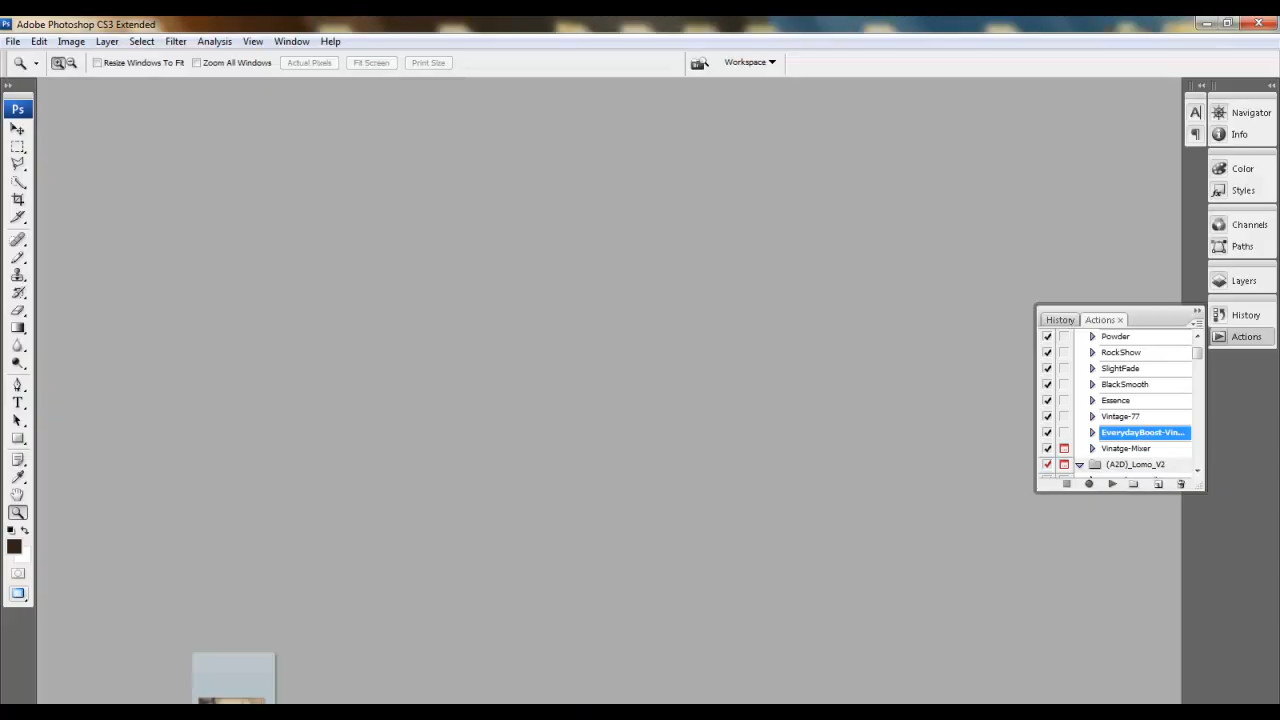 Ps Adobe Photoshop CS3 Extended
File Edit Image Layer Select Filter Analysis View Window Help
Resize Windows To Fit Zoom All Windows Actual Pixels Fit Screen Print Size Workspace
Ps
T
A
Navigator
Info
Color
Styles
Channels
Paths
Layers
History
Actions
History Actions ×
Powder
RockShow
SlightFade
BlackSmooth
Essence
Vintage-77
EverydayBoost-Vin...
Vinatge-Mixer
(A2D)_Lomo_V2